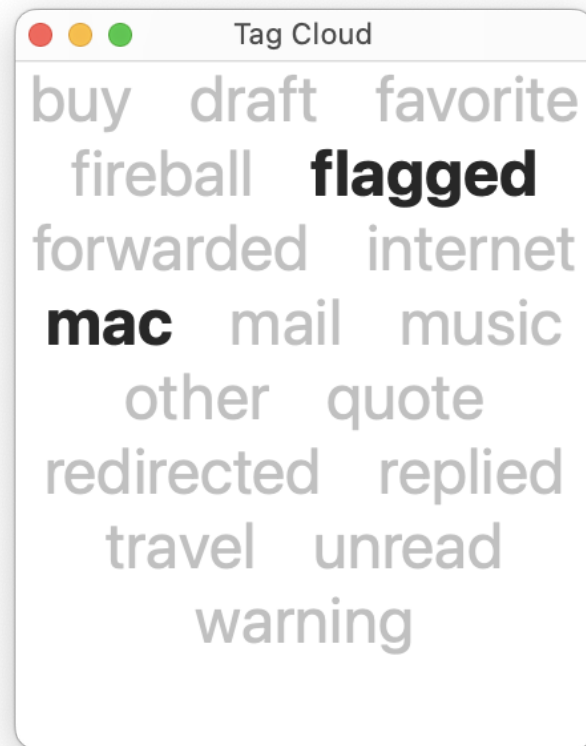 Tag Cloud
buy draft favorite
fireball flagged
forwarded internet
mac mail music
other quote
redirected replied
travel unread
warning